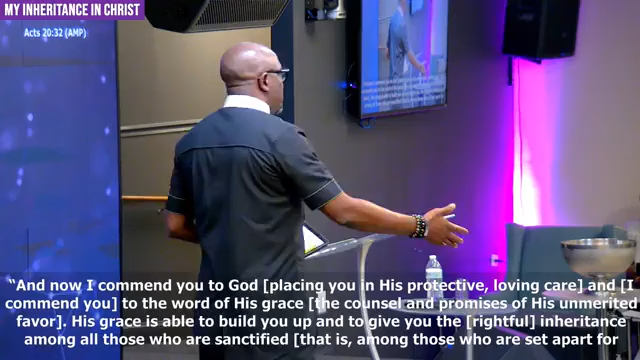 MY INHERITANCE IN CHRIST
Acts 20:32 (AMP)
“And now I commend you to God [placing you in His protective, loving care] and [I
commend you] to the word of His grace [the counsel and promises of His unmerited
favor]. His grace is able to build you up and to give you the [rightful] inheritance
among all those who are sanctified [that is, among those who are set apart for